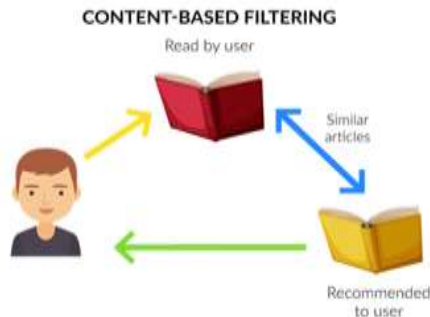 CONTENT-BASED FILTERING
Read by user
Similar
articles
Recommended
to user